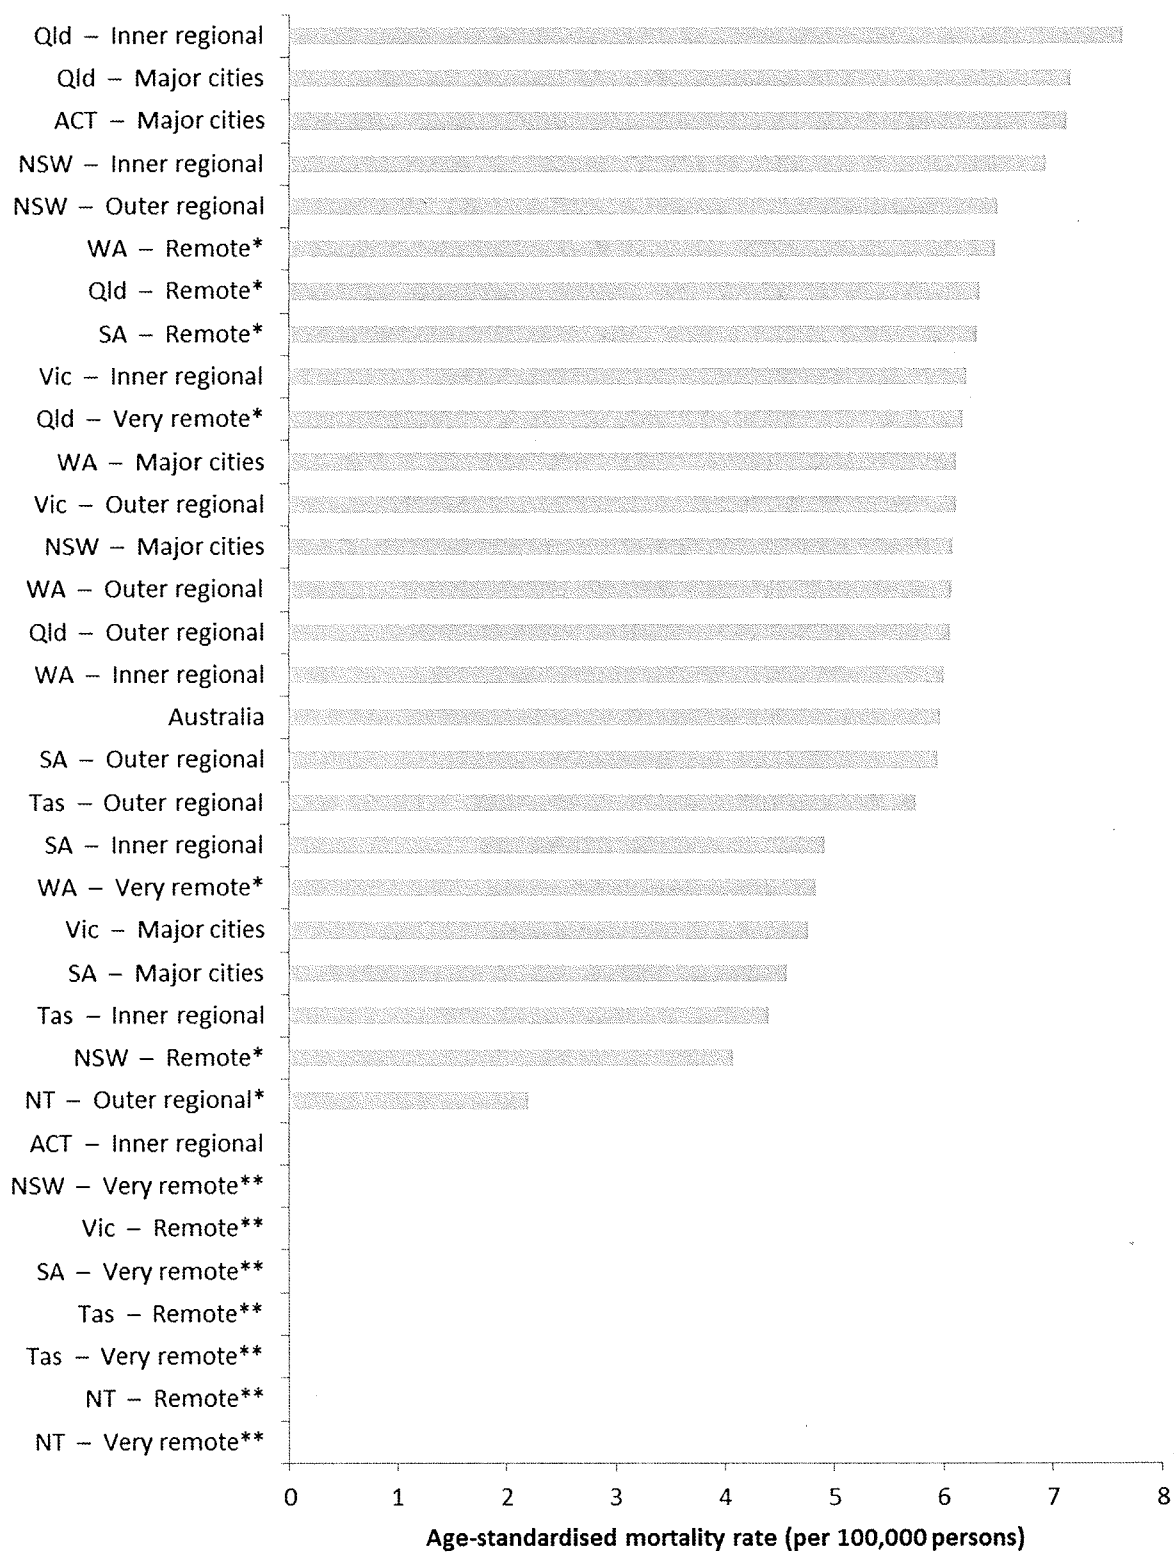 Qld – Inner regional
Qld – Major cities
ACT – Major cities
NSW – Inner regional
NSW – Outer regional
WA – Remote*
Qld – Remote*
SA – Remote*
Vic – Inner regional
Qld – Very remote*
WA – Major cities
Vic – Outer regional
NSW – Major cities
WA – Outer regional
Qld – Outer regional
WA – Inner regional
Australia
SA – Outer regional
Tas – Outer regional
SA – Inner regional
WA – Very remote*
Vic – Major cities
SA – Major cities
Tas – Inner regional
NSW – Remote*
NT – Outer regional*
ACT – Inner regional
NSW – Very remote**
Vic – Remote**
SA – Very remote**
Tas – Remote**
Tas – Very remote**
NT – Remote**
NT – Very remote**
0 1 2 3 4 5 6 7 8
Age-standardised mortality rate (per 100,000 persons)